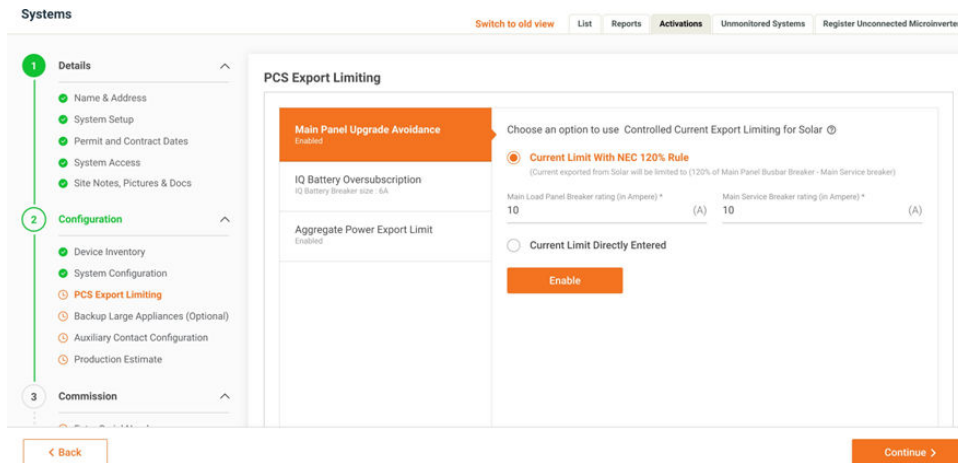 Systems
Switch to old view
List
Reports
Activations
Unmonitored Systems
Register Unconnected Microinverte
1
Details
Name & Address
System Setup
Permit and Contract Dates
System Access
Site Notes, Pictures & Docs
2
Configuration
Device Inventory
System Configuration
PCS Export Limiting
Backup Large Appliances (Optional)
Auxiliary Contact Configuration
Production Estimate
3
Commission
PCS Export Limiting
Main Panel Upgrade Avoidance
Enabled
IQ Battery Oversubscription
IQ Battery Breaker size : 6A
Aggregate Power Export Limit
Enabled
Choose an option to use Controlled Current Export Limiting for Solar ?
Current Limit With NEC 120% Rule
(Current exported from Solar will be limited to (120% of Main Panel Busbar Breaker - Main Service breaker)
Main Load Panel Breaker rating (in Ampere) *
10 (A)
Main Service Breaker rating (in Ampere) *
10 (A)
Current Limit Directly Entered
Enable
< Back
Continue >